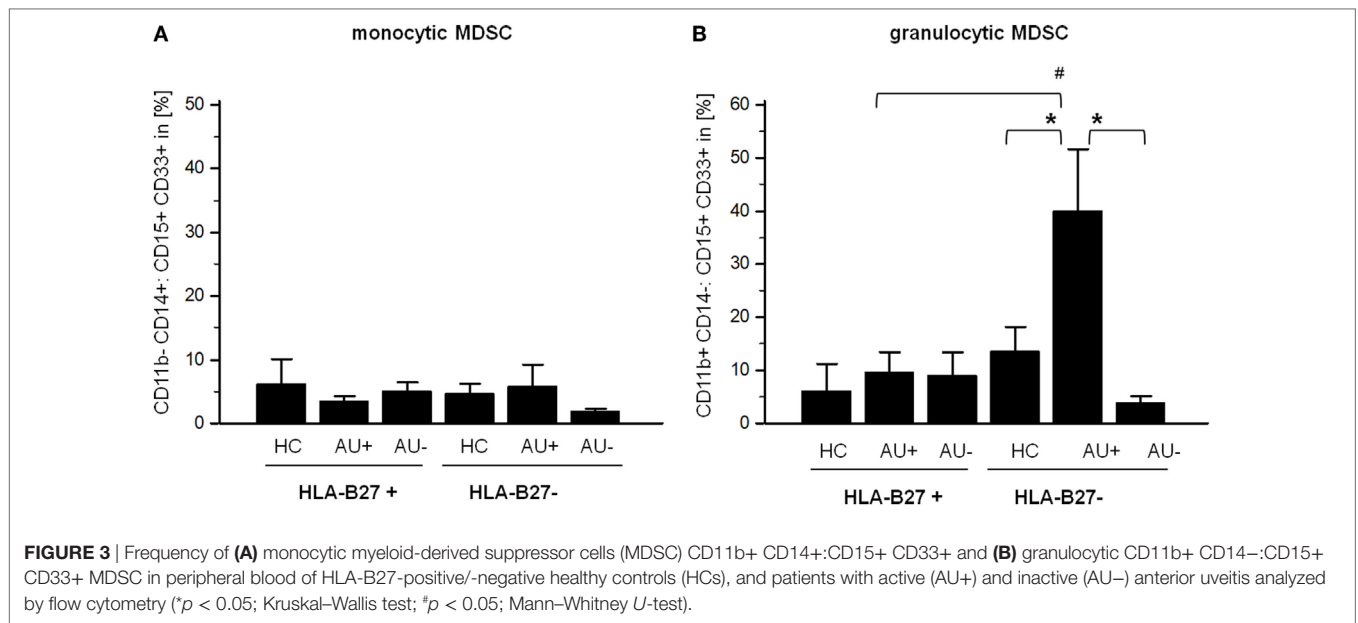 A monocytic MDSC
CD11b- CD14+: CD15+ CD33+ in [%]
50
40
30
20
10
0
HC AU+ AU- HC AU+ AU-
HLA-B27 + HLA-B27-
B granulocytic MDSC
CD11b+ CD14-: CD15+ CD33+ in [%]
60
50
40
30
20
10
0
#
* *
HC AU+ AU- HC AU+ AU-
HLA-B27 + HLA-B27-
FIGURE 3 | Frequency of (A) monocytic myeloid-derived suppressor cells (MDSC) CD11b+ CD14+:CD15+ CD33+ and (B) granulocytic CD11b+ CD14−:CD15+
CD33+ MDSC in peripheral blood of HLA-B27-positive/-negative healthy controls (HCs), and patients with active (AU+) and inactive (AU−) anterior uveitis analyzed
by flow cytometry (*p < 0.05; Kruskal–Wallis test; #p < 0.05; Mann–Whitney U-test).